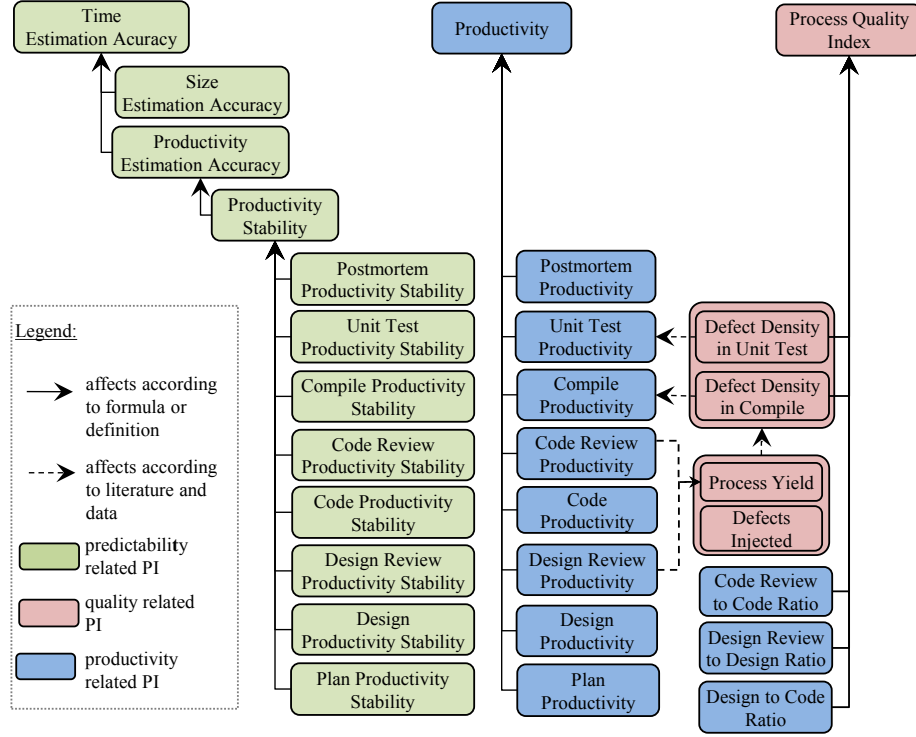 Time
Estimation Acuracy
Size
Estimation Accuracy
Productivity
Estimation Accuracy
Productivity
Stability
Postmortem
Productivity Stability
Unit Test
Productivity Stability
Compile Productivity
Stability
Code Review
Productivity Stability
Code Productivity
Stability
Design Review
Productivity Stability
Design
Productivity Stability
Plan Productivity
Stability
Productivity
Postmortem
Productivity
Unit Test
Productivity
Compile
Productivity
Code Review
Productivity
Code
Productivity
Design Review
Productivity
Design
Productivity
Plan
Productivity
Process Quality
Index
Defect Density
in Unit Test
Defect Density
in Compile
Process Yield
Defects
Injected
Code Review
to Code Ratio
Design Review
to Design Ratio
Design to Code
Ratio
Legend:
affects according
to formula or
definition
affects according
to literature and
data
predictability
related PI
quality related
PI
productivity
related PI